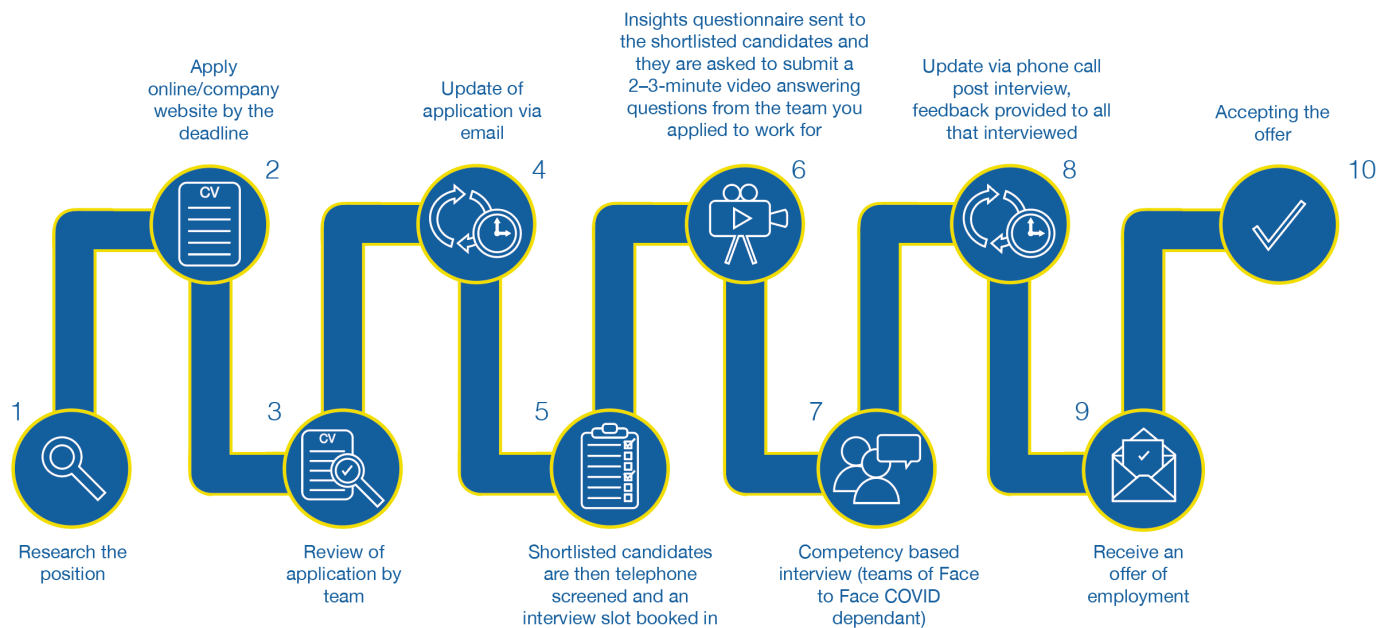 1
Research the
position
Apply
online/company
website by the
deadline
2
CV
3
CV
Review of
application by
team
Update of
application via
email
4
5
Shortlisted candidates
are then telephone
screened and an
interview slot booked in
Insights questionnaire sent to
the shortlisted candidates and
they are asked to submit a
2–3-minute video answering
questions from the team you
applied to work for
6
7
Competency based
interview (teams of Face
to Face COVID
dependant)
Update via phone call
post interview,
feedback provided to all
that interviewed
8
9
Receive an
offer of
employment
Accepting the
offer
10